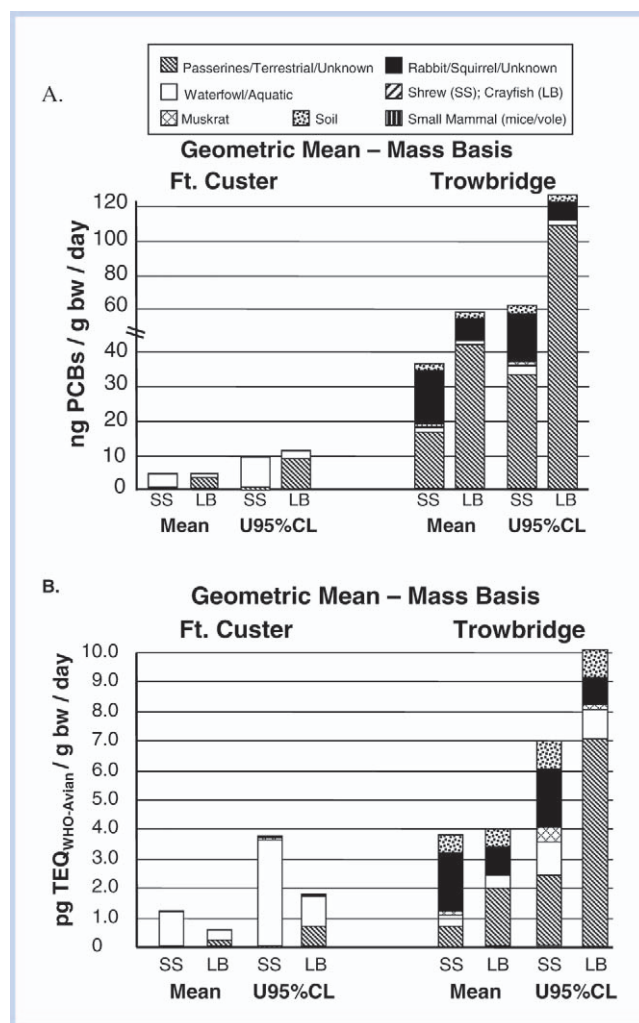 Passerines/Terrestrial/Unknown Rabbit/Squirrel/Unknown
A. Waterfowl/Aquatic Shrew (SS); Crayfish (LB)
Muskrat Soil Small Mammal (mice/vole)
Geometric Mean – Mass Basis
Ft. Custer Trowbridge
ng PCBs / g bw / day
120
100
80
60
40
30
20
10
0
SS LB SS LB SS LB SS LB
Mean U95%CL Mean U95%CL
B.
Geometric Mean – Mass Basis
Ft. Custer Trowbridge
pg TEQWHO-Avian / g bw / day
10.0
9.0
8.0
7.0
6.0
5.0
4.0
3.0
2.0
1.0
0
SS LB SS LB SS LB SS LB
Mean U95%CL Mean U95%CL